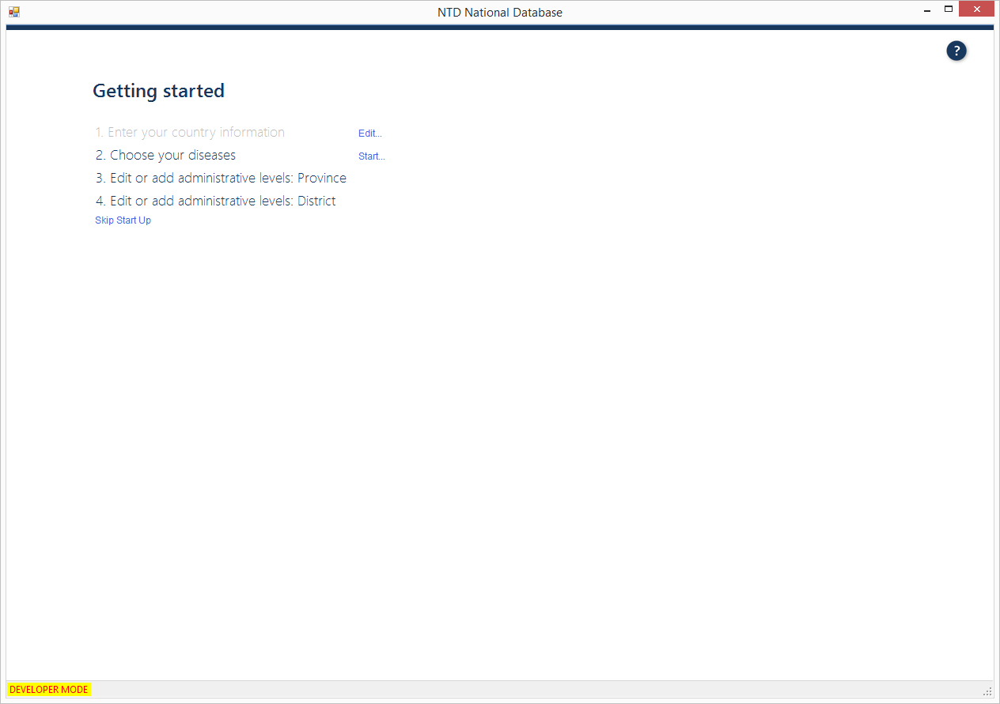 NTD National Database
?
Getting started
1. Enter your country information Edit...
2. Choose your diseases Start...
3. Edit or add administrative levels: Province
4. Edit or add administrative levels: District
Skip Start Up
DEVELOPER MODE